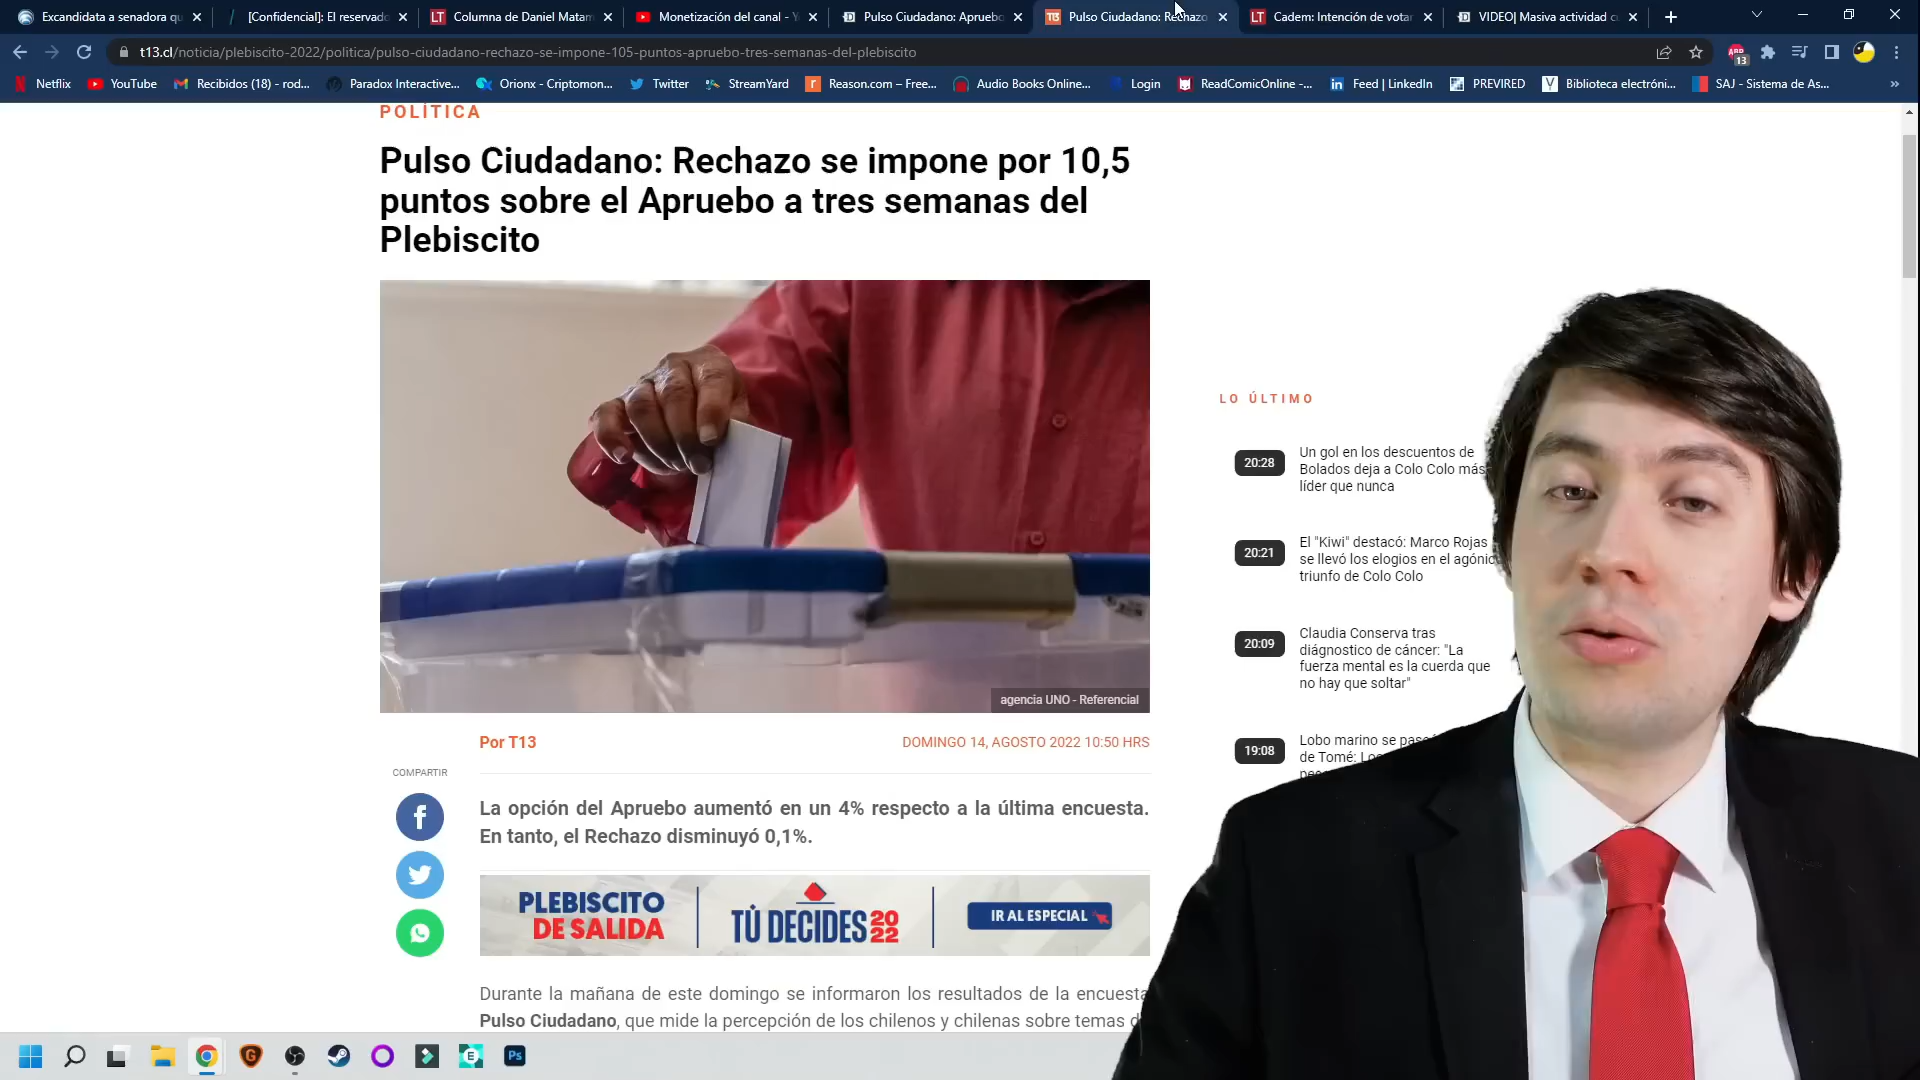 Excandidata a senadora qu
[Confidencial]: El reservado
LT Columna de Daniel Matam
Monetización del canal - Y
Pulso Ciudadano: Apruebo
T13 Pulso Ciudadano: Rechazo
LT Cadem: Intención de votar
VIDEO| Masiva actividad c
t13.cl/noticia/plebiscito-2022/politica/pulso-ciudadano-rechazo-se-impone-105-puntos-apruebo-tres-semanas-del-plebiscito
ABP
13
Netflix
YouTube
Recibidos (18) - rod...
Paradox Interactive...
Orionx - Criptomon...
Twitter
StreamYard
Reason.com – Free...
Audio Books Online...
Login
ReadComicOnline -...
Feed | LinkedIn
PREVIRED
Biblioteca electróni...
SAJ - Sistema de As...
»
POLÍTICA
Pulso Ciudadano: Rechazo se impone por 10,5
puntos sobre el Apruebo a tres semanas del
Plebiscito
agencia UNO - Referencial
Por T13
DOMINGO 14, AGOSTO 2022 10:50 HRS
COMPARTIR
La opción del Apruebo aumentó en un 4% respecto a la última encuesta.
En tanto, el Rechazo disminuyó 0,1%.
PLEBISCITO
DE SALIDA
TÚ DECIDES 2022
IR AL ESPECIAL
Durante la mañana de este domingo se informaron los resultados de la encuesta
Pulso Ciudadano, que mide la percepción de los chilenos y chilenas sobre temas d
LO ÚLTIMO
20:28
Un gol en los descuentos de
Bolados deja a Colo Colo más
líder que nunca
20:21
El "Kiwi" destacó: Marco Rojas
se llevó los elogios en el agónic
triunfo de Colo Colo
20:09
Claudia Conserva tras
diágnostico de cáncer: "La
fuerza mental es la cuerda que
no hay que soltar"
19:08
Lobo marino se pase
de Tomé: Lo
Ps